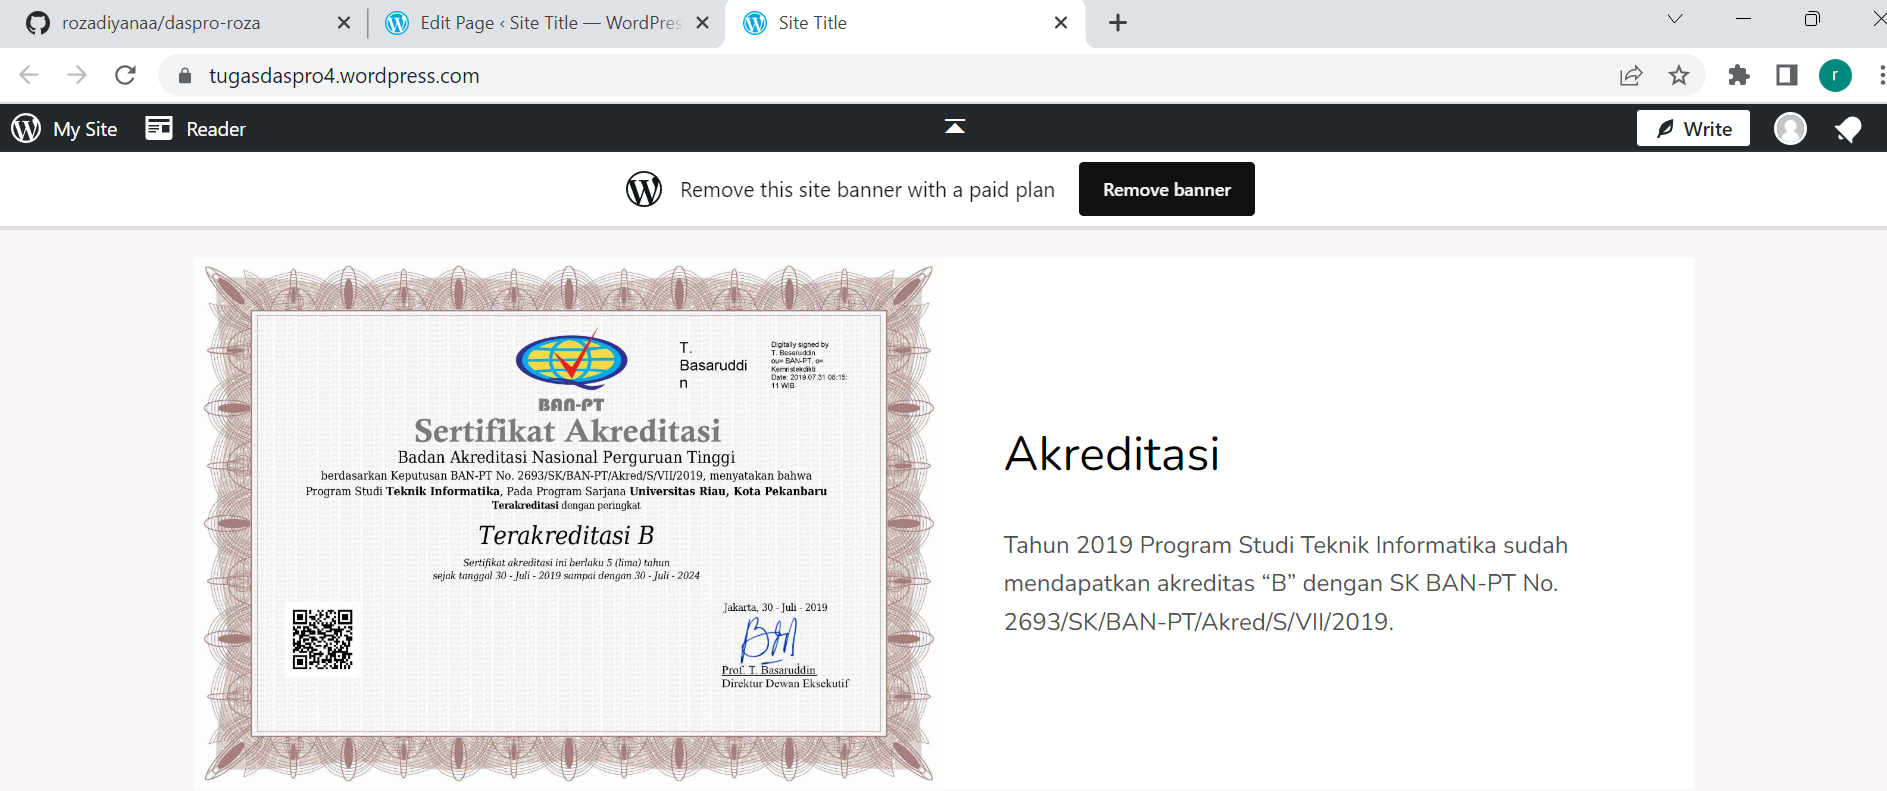 rozadiyanaa/daspro-roza
Edit Page ‹ Site Title — WordPres
Site Title
tugasdaspro4.wordpress.com
r
My Site
Reader
Write
Remove this site banner with a paid plan
Remove banner
T.
Basaruddi
n
Digitally signed by
T. Basaruddin
ou= BAN-PT, o=
Kemristekdikti
Date: 2019.07.31 08:15:
11 WIB
BAN-PT
Sertifikat Akreditasi
Badan Akreditasi Nasional Perguruan Tinggi
berdasarkan Keputusan BAN-PT No. 2693/SK/BAN-PT/Akred/S/VII/2019, menyatakan bahwa
Program Studi Teknik Informatika, Pada Program Sarjana Universitas Riau, Kota Pekanbaru
Terakreditasi dengan peringkat
Terakreditasi B
Sertifikat akreditasi ini berlaku 5 (lima) tahun
sejak tanggal 30 - Juli - 2019 sampai dengan 30 - Juli - 2024
Jakarta, 30 - Juli - 2019
Prof. T. Basaruddin
Direktur Dewan Eksekutif
Akreditasi
Tahun 2019 Program Studi Teknik Informatika sudah
mendapatkan akreditas “B” dengan SK BAN-PT No.
2693/SK/BAN-PT/Akred/S/VII/2019.